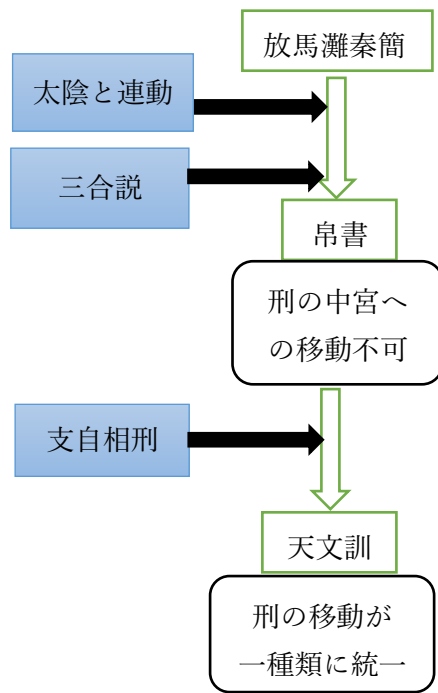 放馬灘秦簡
太陰と連動
三合説
帛書
刑の中宮へ
の移動不可
支自相刑
天文訓
刑の移動が
一種類に統一